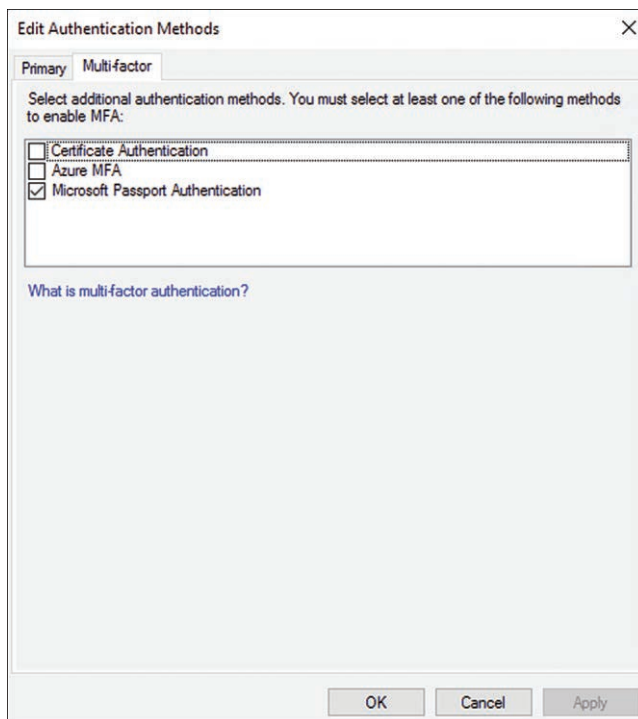 Edit Authentication Methods
Primary
Multi-factor
Select additional authentication methods. You must select at least one of the following methods
to enable MFA:
Certificate Authentication
Azure MFA
Microsoft Passport Authentication
What is multi-factor authentication?
OK
Cancel
Apply